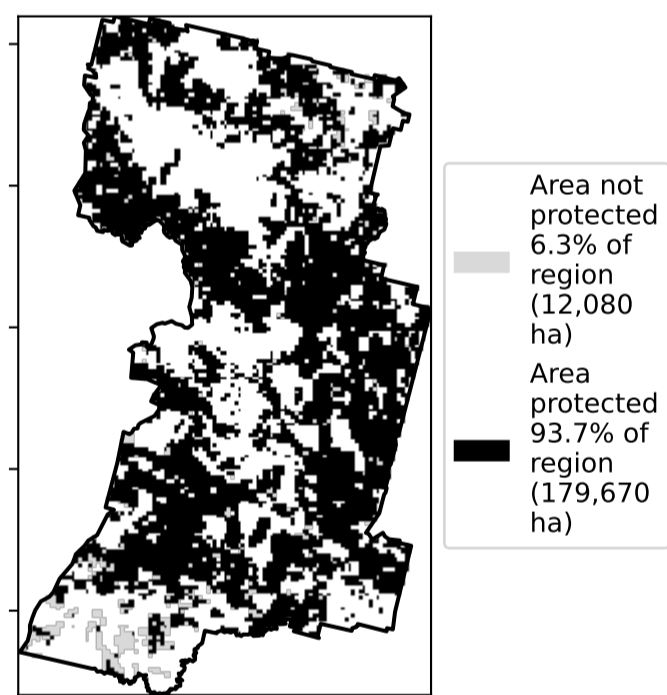 Area not
protected
6.3% of
region
(12,080
ha)
Area
protected
93.7% of
region
(179,670
ha)